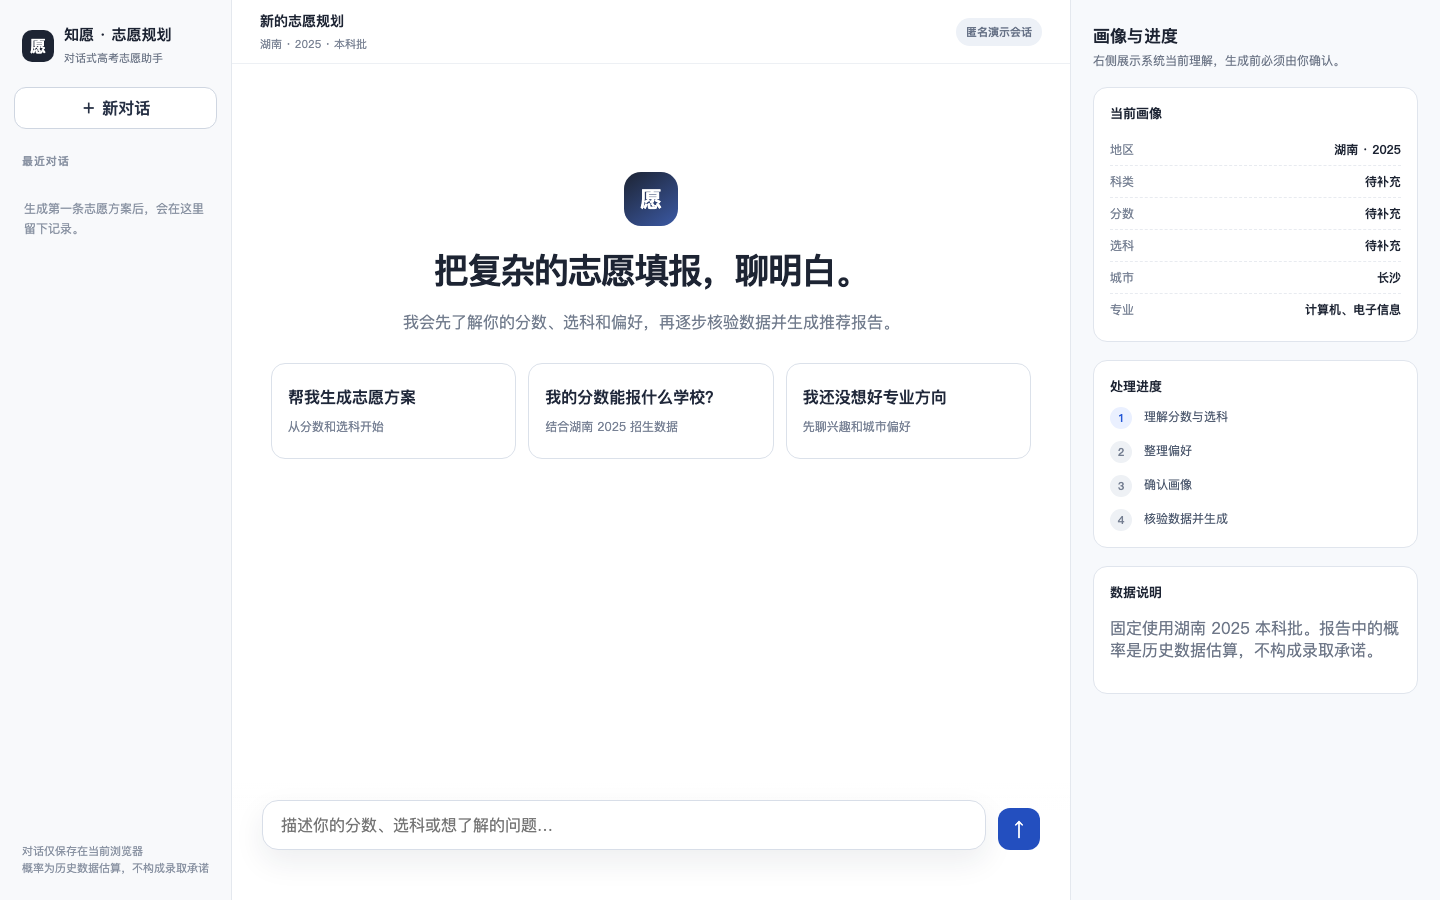 愿
知愿 · 志愿规划
对话式高考志愿助手
+ 新对话
最近对话
生成第一条志愿方案后，会在这里
留下记录。
对话仅保存在当前浏览器
概率为历史数据估算，不构成录取承诺
新的志愿规划
湖南 · 2025 · 本科批
匿名演示会话
愿
把复杂的志愿填报，聊明白。
我会先了解你的分数、选科和偏好，再逐步核验数据并生成推荐报告。
帮我生成志愿方案
从分数和选科开始
我的分数能报什么学校？
结合湖南 2025 招生数据
我还没想好专业方向
先聊兴趣和城市偏好
描述你的分数、选科或想了解的问题...
↑
画像与进度
右侧展示系统当前理解，生成前必须由你确认。
当前画像
地区 湖南 · 2025
科类 待补充
分数 待补充
选科 待补充
城市 长沙
专业 计算机、电子信息
处理进度
1 理解分数与选科
2 整理偏好
3 确认画像
4 核验数据并生成
数据说明
固定使用湖南 2025 本科批。报告中的概
率是历史数据估算，不构成录取承诺。